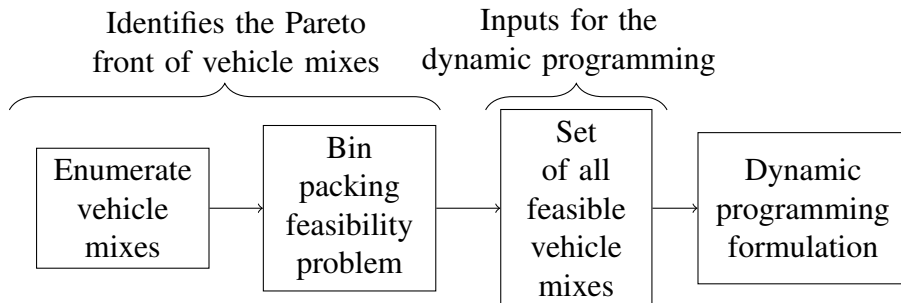 Identifies the Pareto
front of vehicle mixes
Inputs for the
dynamic programming
Enumerate
vehicle
mixes
Bin
packing
feasibility
problem
Set
of all
feasible
vehicle
mixes
Dynamic
programming
formulation